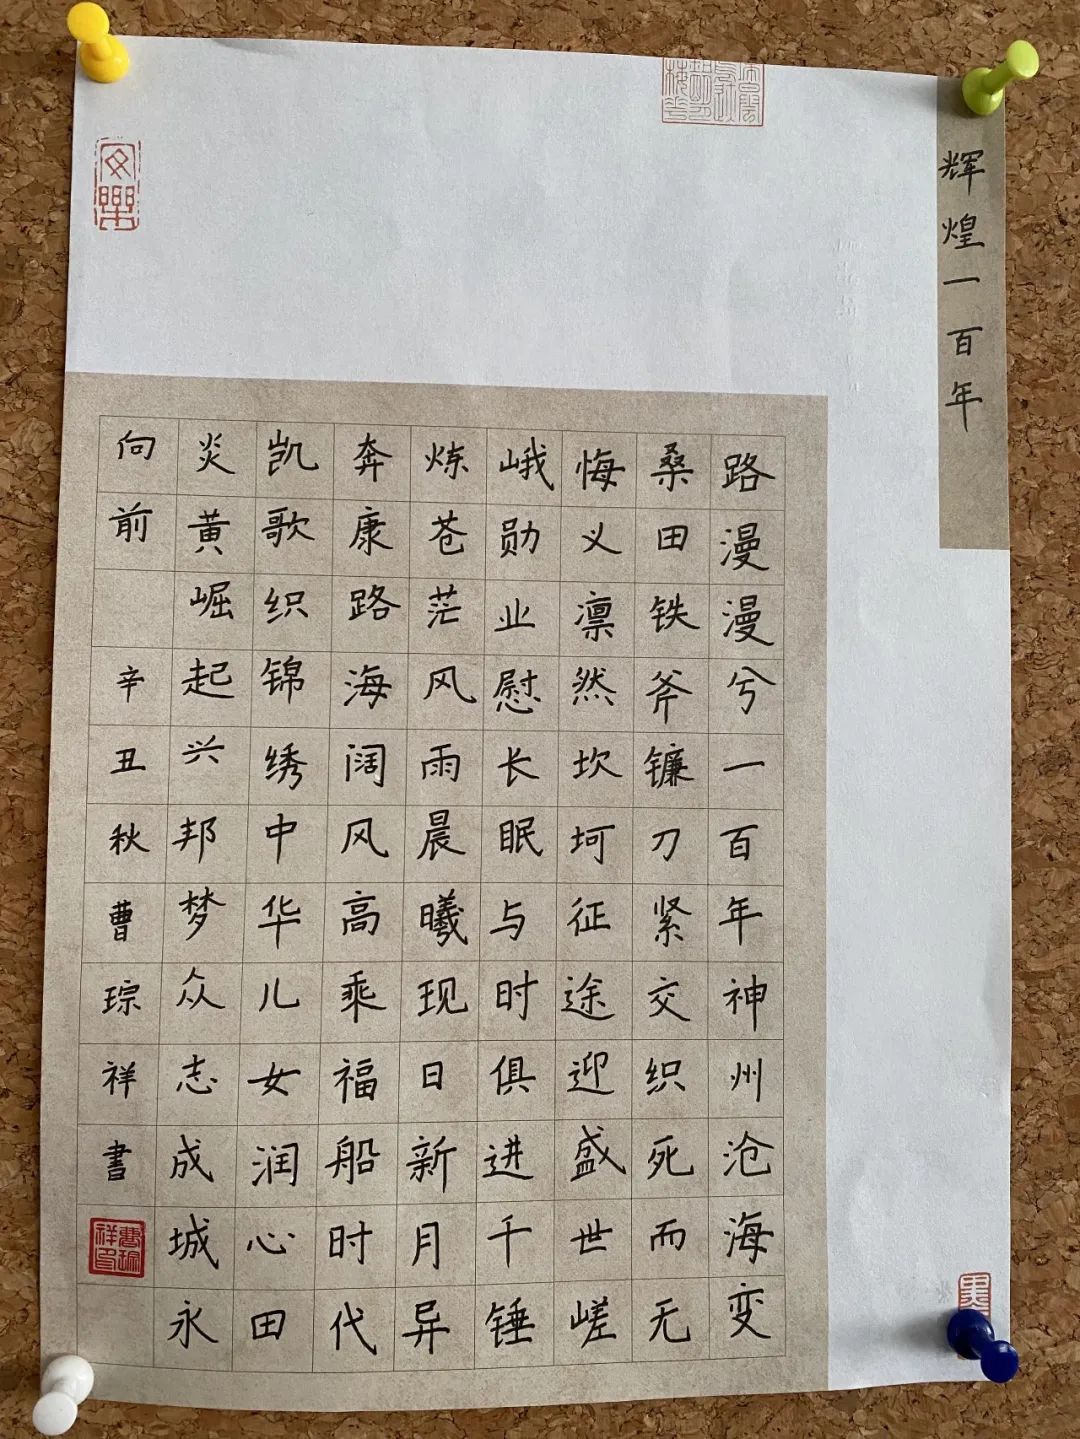 辉煌一百年
路漫漫兮一百年神州沧海变
桑田铁斧镰刀紧交织死而无
悔义凛然坎坷征途迎盛世嵯
峨勋业慰长眠与时俱进千锤
炼苍茫风雨晨曦现日新月异
奔康路海阔风高乘福船时代
凯歌织锦绣中华儿女润心田
炎黄崛起兴邦梦众志成城永
向前 辛丑秋曹琮祥書
安樂